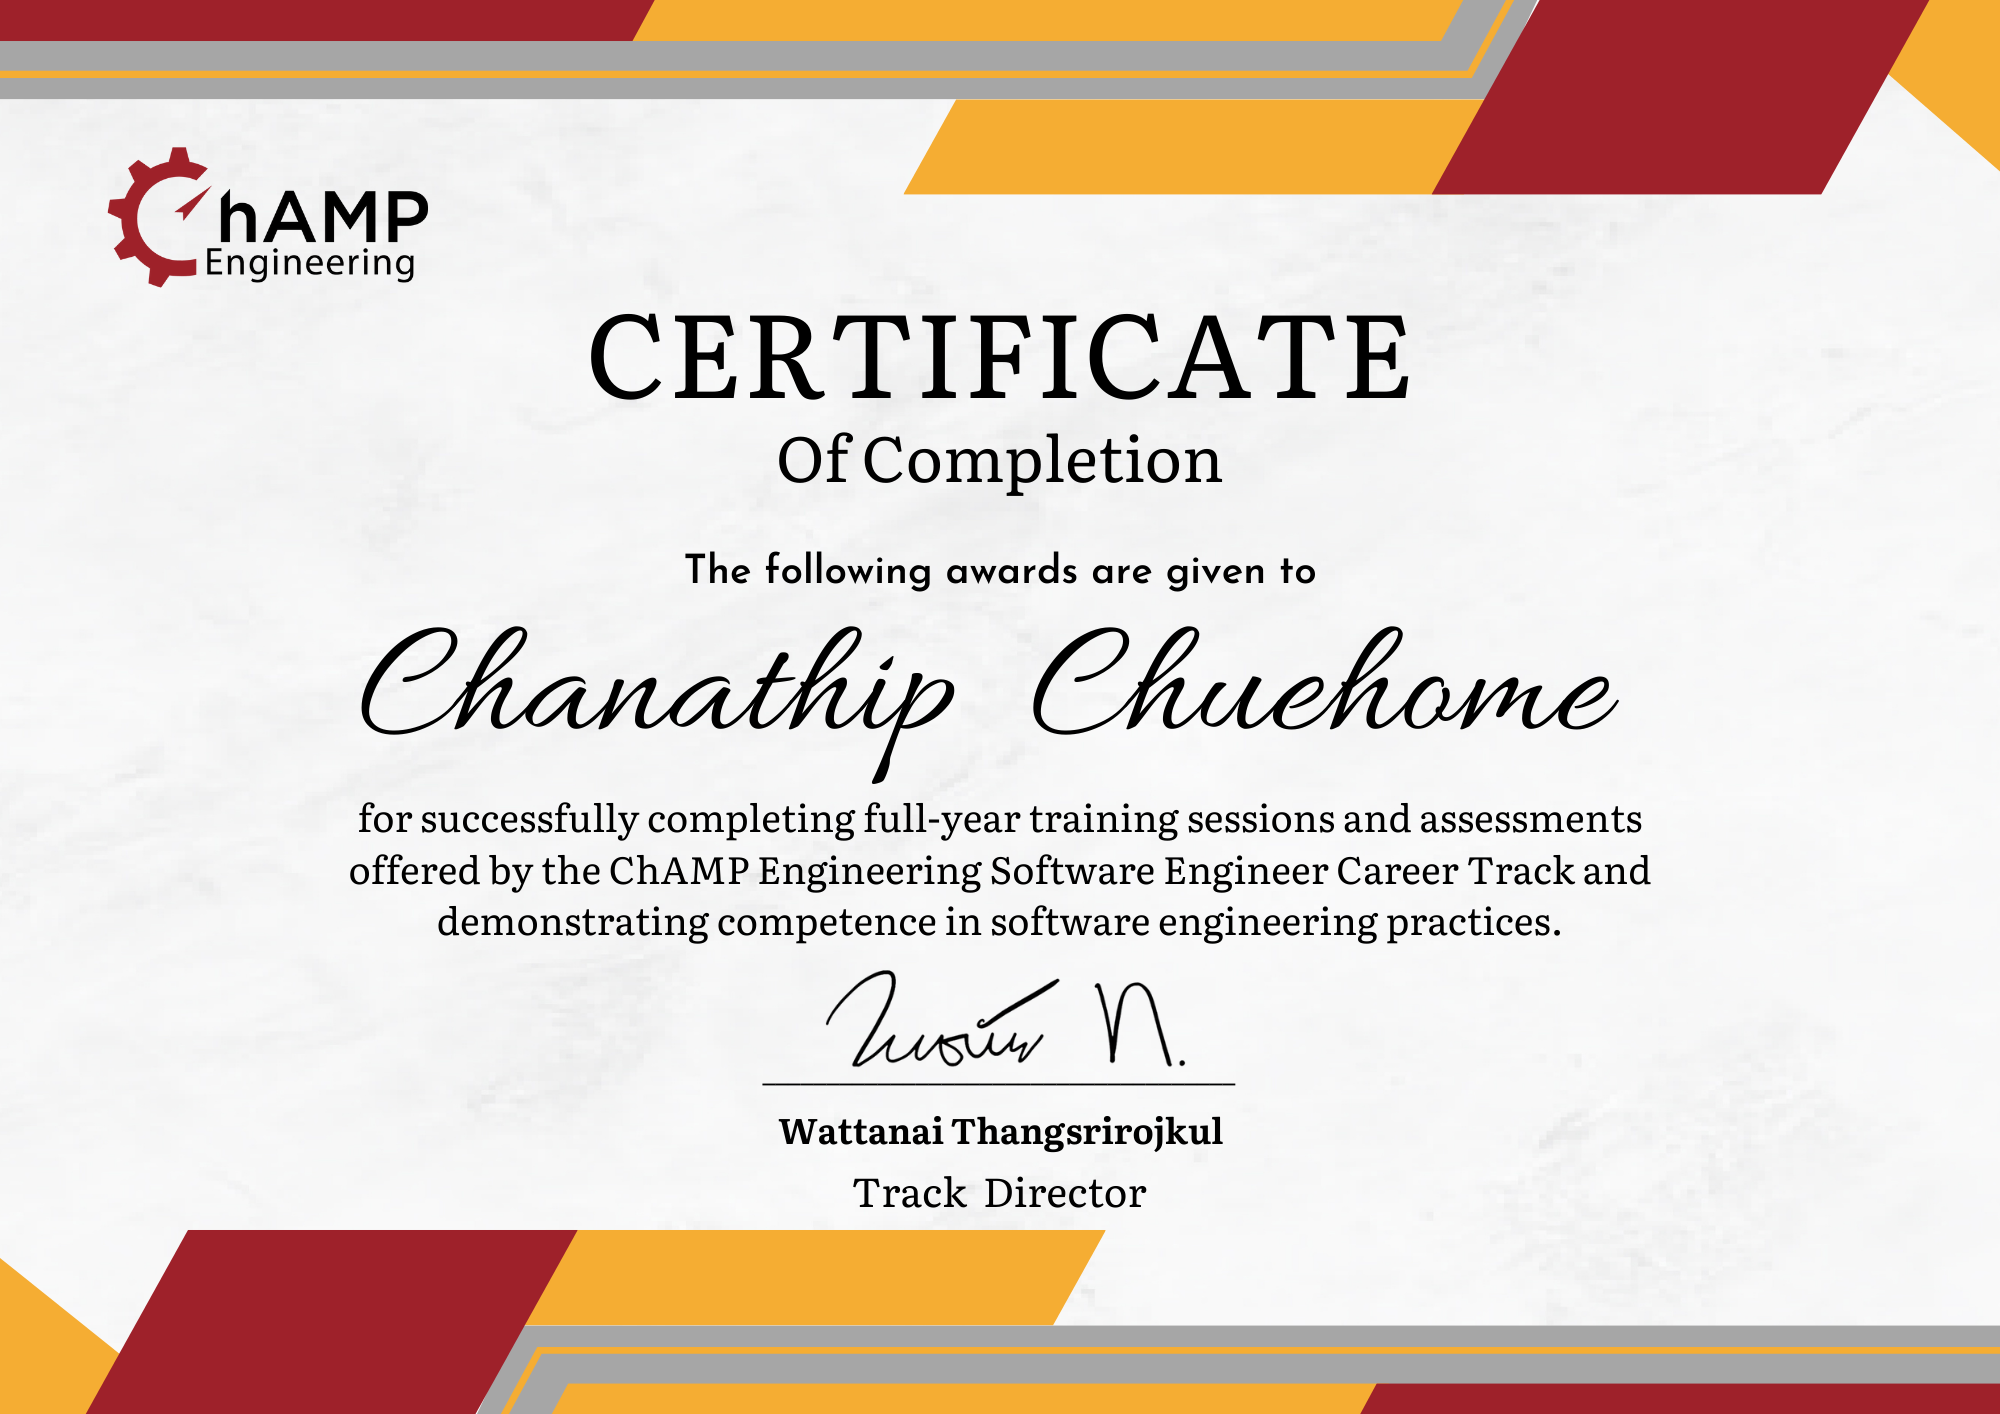 ChAMP
Engineering
CERTIFICATE
Of Completion
The following awards are given to
Chanathip Chuehome
for successfully completing full-year training sessions and assessments
offered by the ChAMP Engineering Software Engineer Career Track and
demonstrating competence in software engineering practices.
Wattanai Thangsrirojkul
Track Director